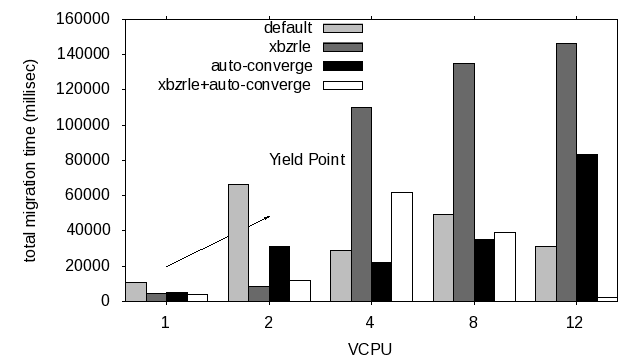 160000
140000
120000
100000
80000
60000
40000
20000
0
total migration time (millisec)
default
xbzrle
auto-converge
xbzrle+auto-converge
Yield Point
1 2 4 8 12
VCPU